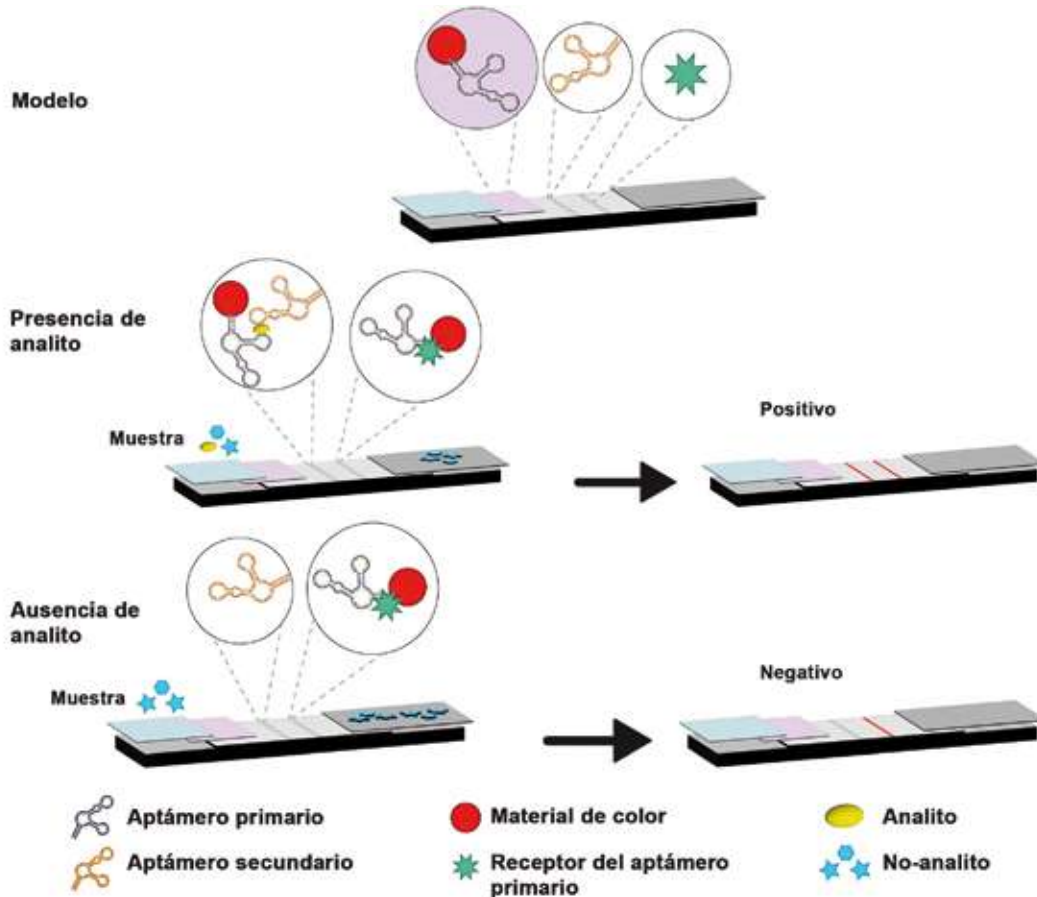 Modelo
Presencia de
analito
Muestra
Positivo
Ausencia de
analito
Muestra
Negativo
Aptámero primario
Material de color
Analito
Aptámero secundario
Receptor del aptámero
primario
No-analito